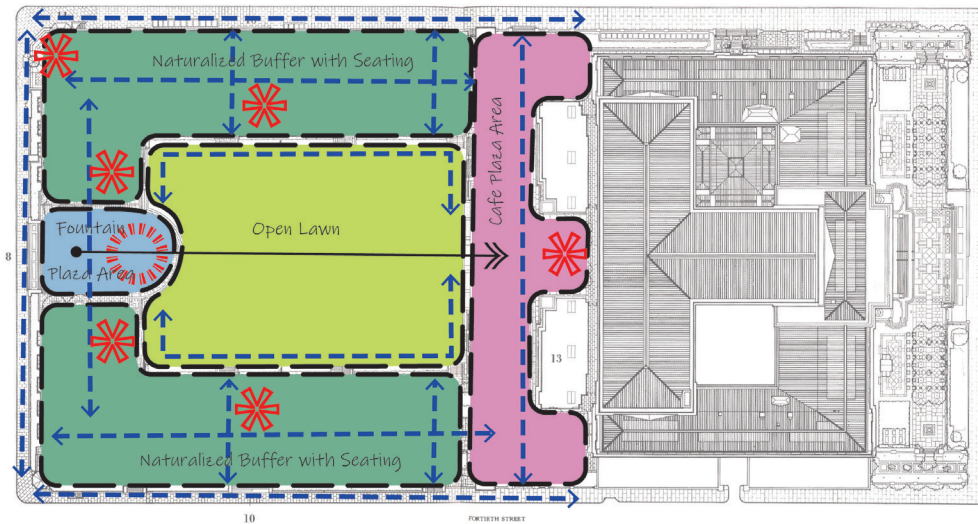 Naturalized Buffer with Seating
Cafe Plaza Area
Fountain
Plaza Area
Open Lawn
8
13
Naturalized Buffer with Seating
10
FORTIETH STREET